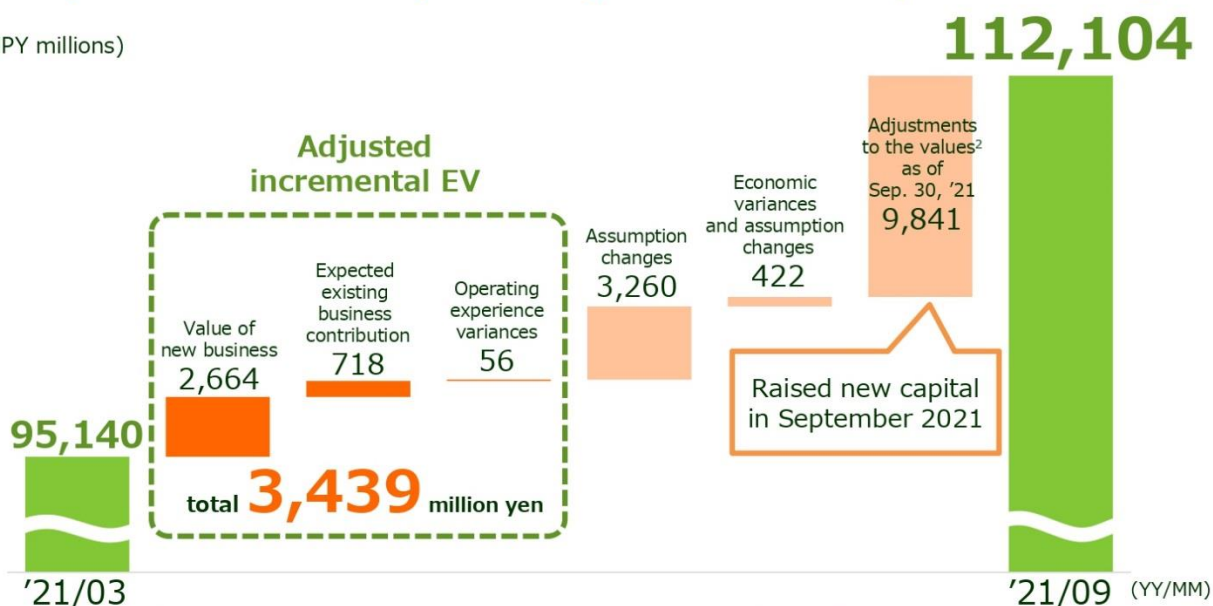 PY millions)
112,104
Adjusted
incremental EV
Adjustments
to the values²
as of
Sep. 30, ’21
9,841
Economic
variances
and assumption
changes
422
Assumption
changes
3,260
Expected
existing
business
contribution
718
Operating
experience
variances
56
Value of
new business
2,664
Raised new capital
in September 2021
95,140
total 3,439 million yen
’21/03
’21/09 (YY/MM)